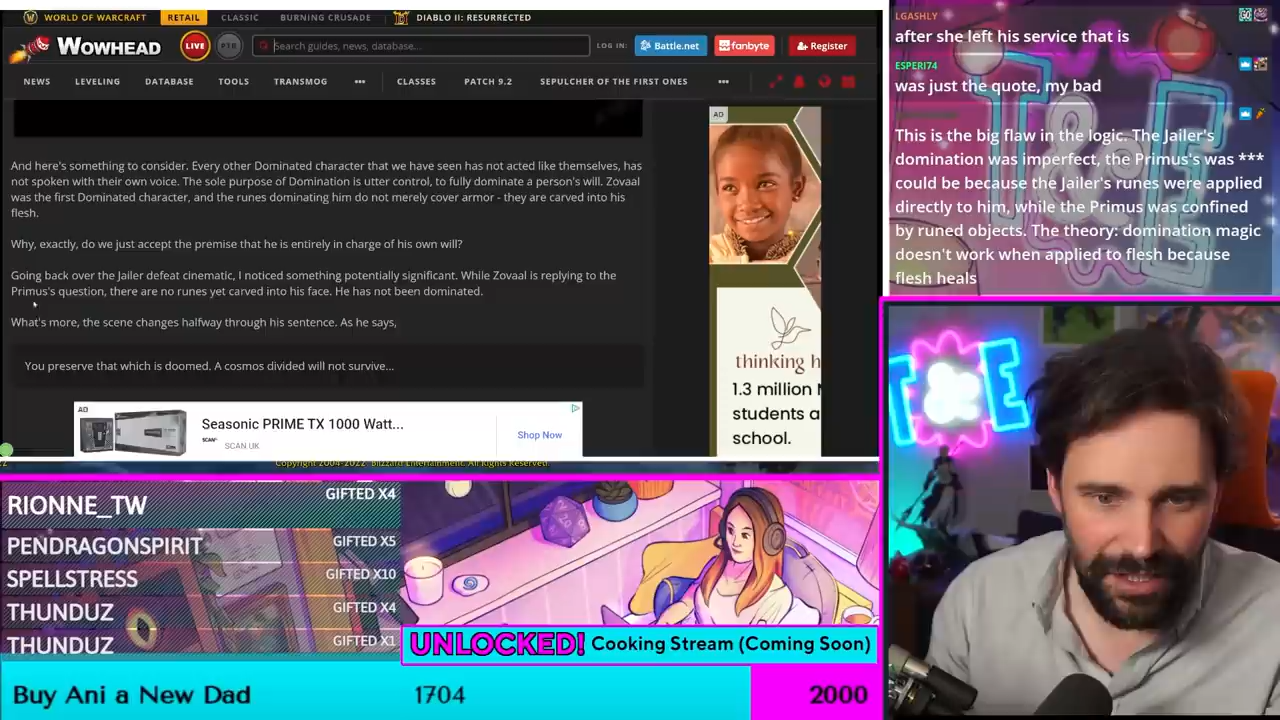 WORLD OF WARCRAFT RETAIL CLASSIC BURNING CRUSADE DIABLO II: RESURRECTED
WOWHEAD LIVE PTR Search guides, news, database... LOG IN: Battle.net fanbyte Register
NEWS LEVELING DATABASE TOOLS TRANSMOG ••• CLASSES PATCH 9.2 SEPULCHER OF THE FIRST ONES •••
And here's something to consider. Every other Dominated character that we have seen has not acted like themselves, has
not spoken with their own voice. The sole purpose of Domination is utter control, to fully dominate a person's will. Zovaal
was the first Dominated character, and the runes dominating him do not merely cover armor - they are carved into his
flesh.
Why, exactly, do we just accept the premise that he is entirely in charge of his own will?
Going back over the Jailer defeat cinematic, I noticed something potentially significant. While Zovaal is replying to the
Primus's question, there are no runes yet carved into his face. He has not been dominated.
What's more, the scene changes halfway through his sentence. As he says,
You preserve that which is doomed. A cosmos divided will not survive...
AD
Seasonic PRIME TX 1000 Watt...
SCAN SCAN.UK
Shop Now
Copyright 2004-2022 Blizzard Entertainment. All Rights Reserved.
AD
thinking h
1.3 million
students a
school.
LGASHLY
after she left his service that is
ESPERI74
was just the quote, my bad
This is the big flaw in the logic. The Jailer's
domination was imperfect, the Primus's was ***
could be because the Jailer's runes were applied
directly to him, while the Primus was confined
by runed objects. The theory: domination magic
doesn't work when applied to flesh because
flesh heals
RIONNE_TW GIFTED X4
PENDRAGONSPIRIT GIFTED X5
SPELLSTRESS GIFTED X10
THUNDUZ GIFTED X4
THUNDUZ GIFTED X1
UNLOCKED! Cooking Stream (Coming Soon)
Buy Ani a New Dad 1704 2000